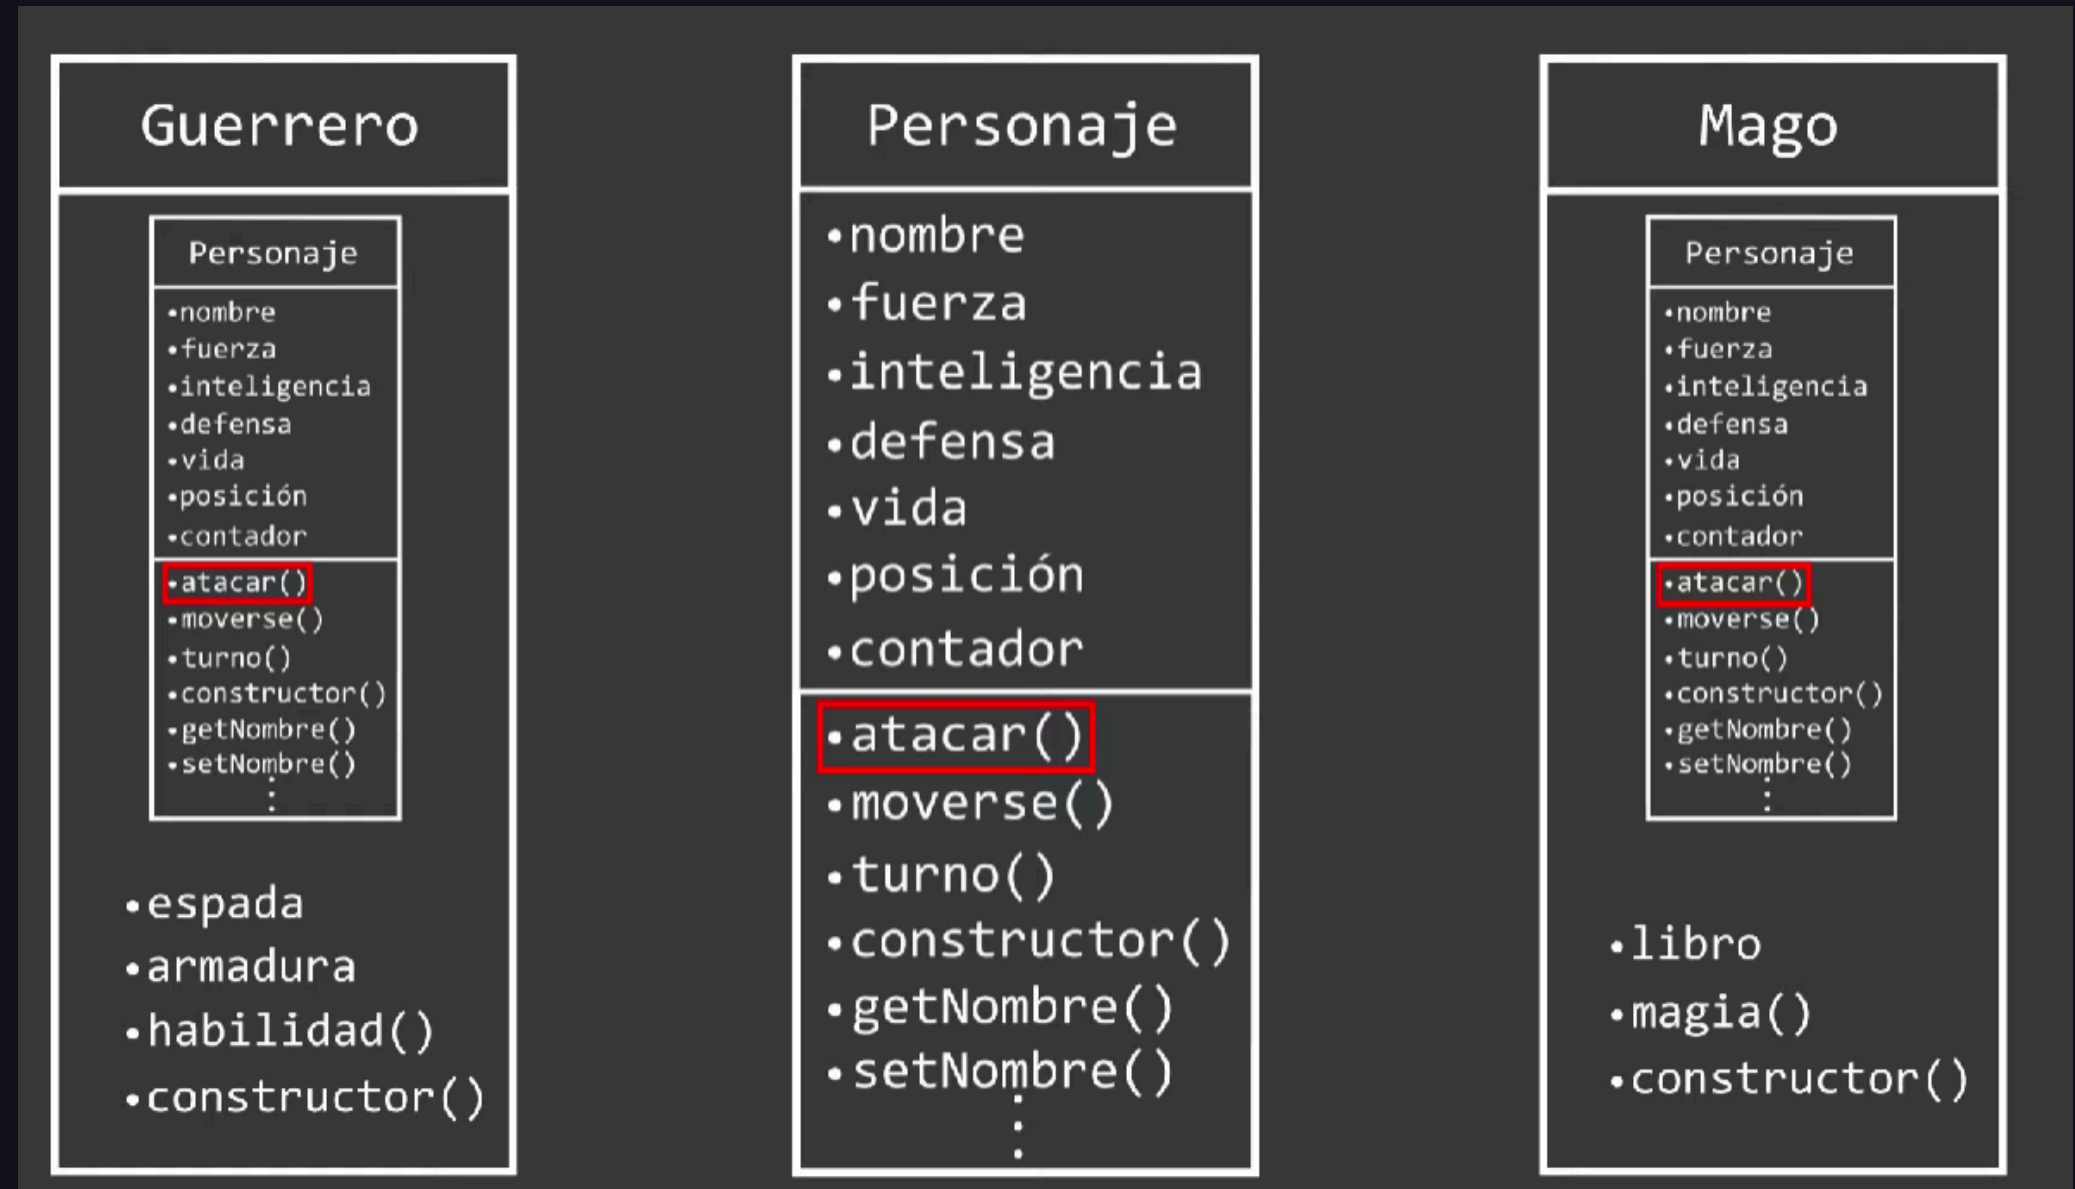 Guerrero
Personaje
•nombre
•fuerza
•inteligencia
•defensa
•vida
•posición
•contador
•atacar()
•moverse()
•turno()
•constructor()
•getNombre()
•setNombre()
•espada
•armadura
•habilidad()
•constructor()
Personaje
•nombre
•fuerza
•inteligencia
•defensa
•vida
•posición
•contador
•atacar()
•moverse()
•turno()
•constructor()
•getNombre()
•setNombre()
Mago
Personaje
•nombre
•fuerza
•inteligencia
•defensa
•vida
•posición
•contador
•atacar()
•moverse()
•turno()
•constructor()
•getNombre()
•setNombre()
•libro
•magia()
•constructor()